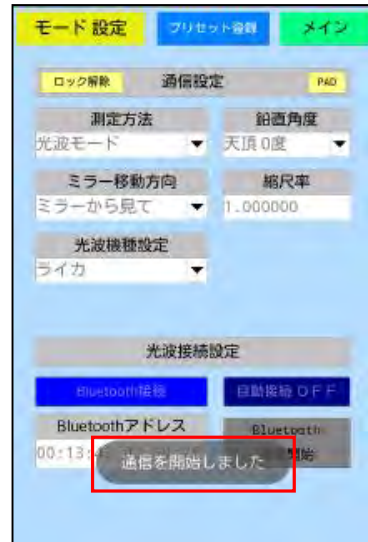 モード 設定 プリセット登録 メイン
ロック解除 通信設定 PAD
測定方法 鉛直角度
光波モード 天頂 0度
ミラー移動方向 縮尺率
ミラーから見て 1.000000
光波機種設定
ライカ
光波接続設定
Bluetooth接続 自動接続 OFF
Bluetoothアドレス Bluetooth
00:13: 開始
通信を開始しました